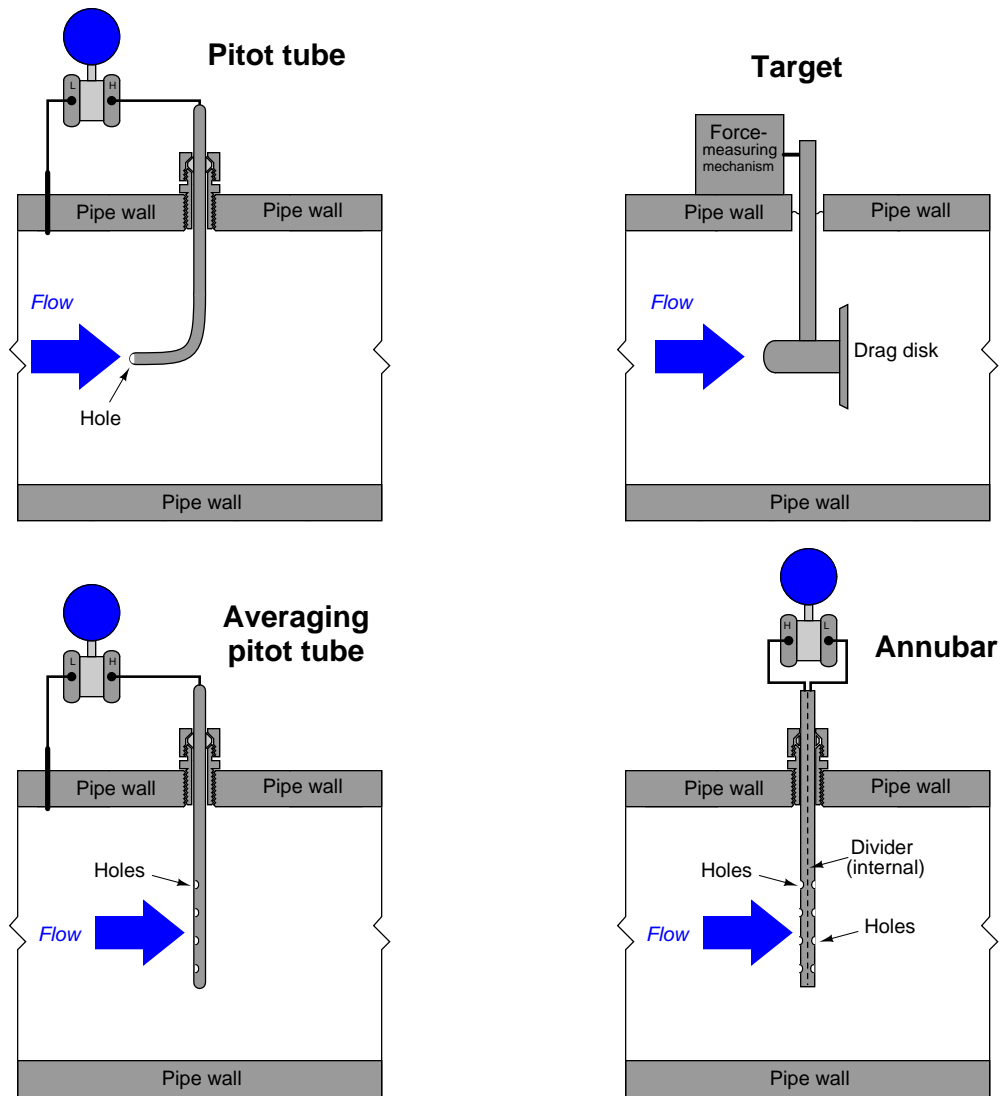 Pitot tube
L
H
Pipe wall
Pipe wall
Flow
Hole
Pipe wall
Target
Force-
measuring
mechanism
Pipe wall
Pipe wall
Flow
Drag disk
Pipe wall
Averaging
pitot tube
L
H
Pipe wall
Pipe wall
Holes
Flow
Pipe wall
Annubar
H
L
Pipe wall
Pipe wall
Divider
(internal)
Holes
Holes
Flow
Pipe wall